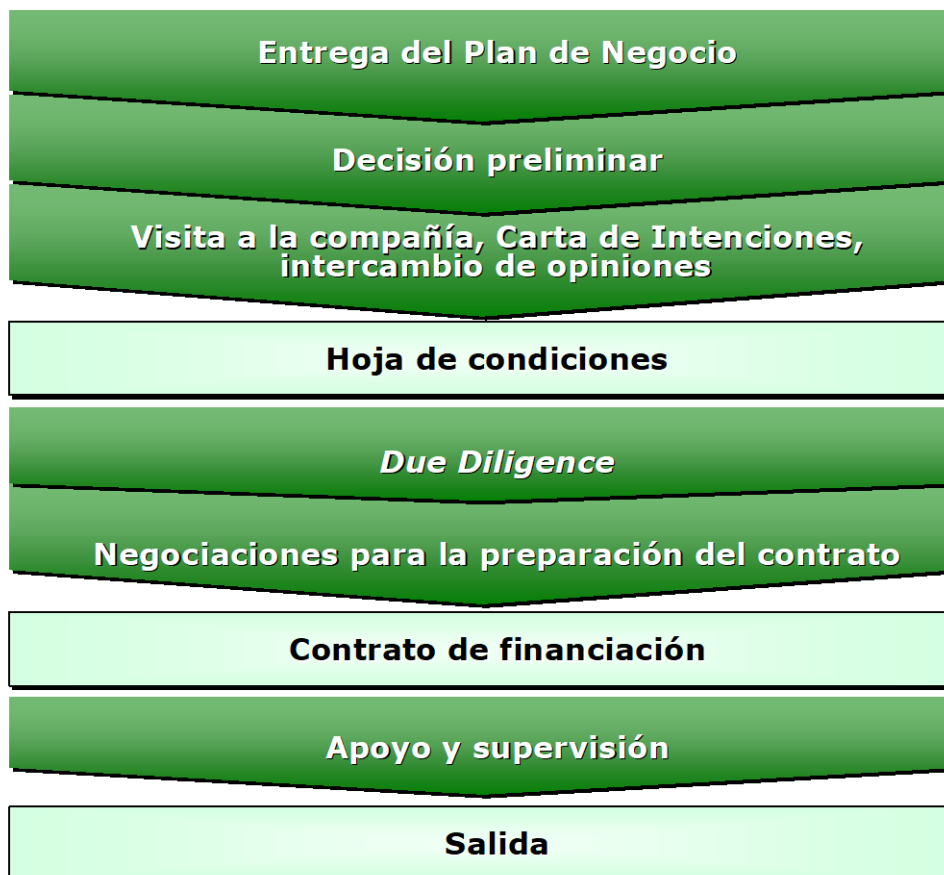 Entrega del Plan de Negocio
Decisión preliminar
Visita a la compañía, Carta de Intenciones,
intercambio de opiniones
Hoja de condiciones
Due Diligence
Negociaciones para la preparación del contrato
Contrato de financiación
Apoyo y supervisión
Salida